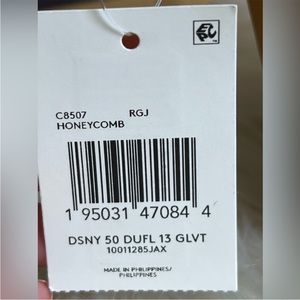 C8507 RGJ
HONEYCOMB
1 95031 47084 4
DSNY 50 DUFL 13 GLVT
10011285JAX
MADE IN PHILIPPINES/
PHILIPPINES